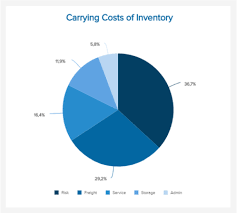 Carrying Costs of Inventory
5,8%
11,9%
36,7%
16,4%
29,2%
Risk Freight Service Storage Admin